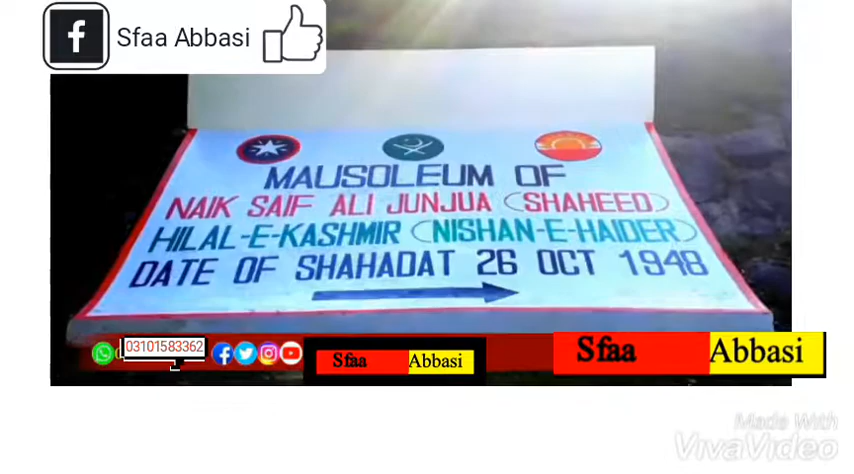 f Sfaa Abbasi
MAUSOLEUM OF
NAIK SAIF ALI JUNJUA (SHAHEED)
HILAL-E-KASHMIR (NISHAN-E-HAIDER)
DATE OF SHAHADAT 26 OCT 1948
03101583362
Sfaa Abbasi
Sfaa Abbasi
Made With
VivaVideo